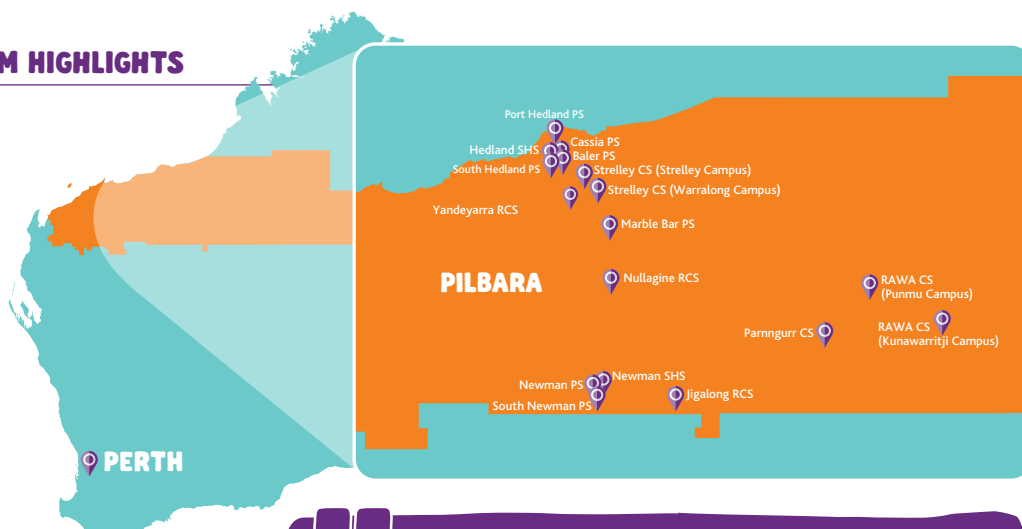 M HIGHLIGHTS
Port Hedland PS
Cassia PS
Hedland SHS
Baler PS
South Hedland PS
Strelley CS (Strelley Campus)
Strelley CS (Warralong Campus)
Yandeyarra RCS
Marble Bar PS
PILBARA
Nullagine RCS
RAWA CS
(Punmu Campus)
Parnngurr CS
RAWA CS
(Kunawarritji Campus)
Newman SHS
Newman PS
Jigalong RCS
South Newman PS
PERTH